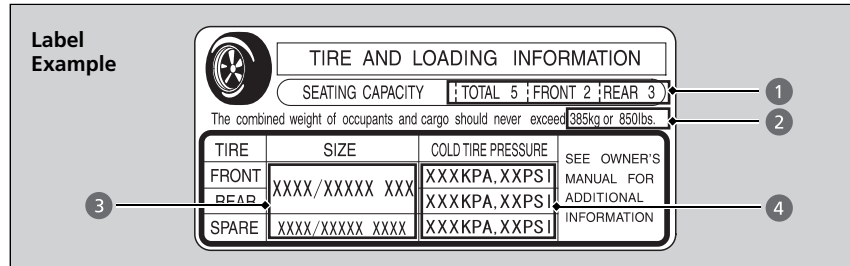 Label
Example
TIRE AND LOADING INFORMATION
SEATING CAPACITY TOTAL 5 FRONT 2 REAR 3
1
The combined weight of occupants and cargo should never exceed 385kg or 850lbs.
2
TIRE SIZE COLD TIRE PRESSURE
SEE OWNER'S
MANUAL FOR
ADDITIONAL
INFORMATION
FRONT XXXX/XXXXX XXX XXXKPA,XXPSI
REAR XXXKPA,XXPSI
SPARE XXXX/XXXXX XXXX XXXKPA,XXPSI
3
4